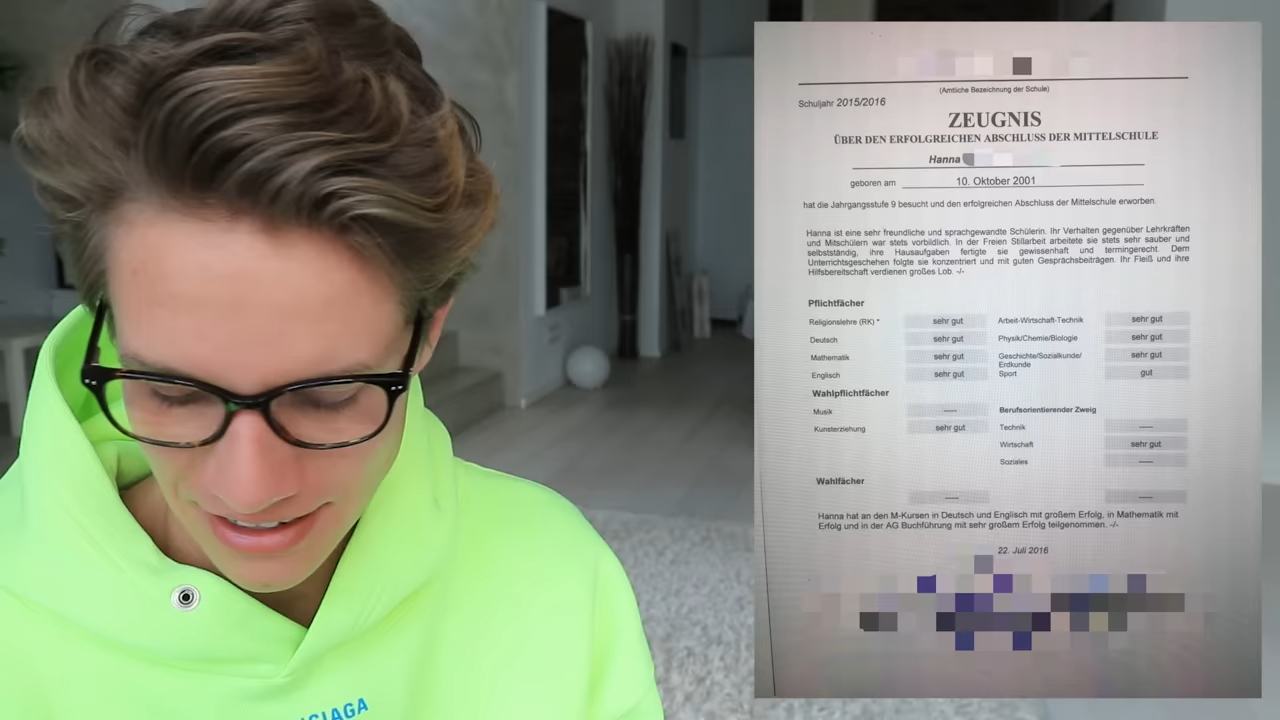 (Amtliche Bezeichnung der Schule)
Schuljahr 2015/2016
ZEUGNIS
ÜBER DEN ERFOLGREICHEN ABSCHLUSS DER MITTELSCHULE
Hanna
geboren am 10. Oktober 2001
hat die Jahrgangsstufe 9 besucht und den erfolgreichen Abschluss der Mittelschule erworben.
Hanna ist eine sehr freundliche und sprachgewandte Schülerin. Ihr Verhalten gegenüber Lehrkräften
und Mitschülern war stets vorbildlich. In der Freien Stillarbeit arbeitete sie stets sehr sauber und
selbstständig, ihre Hausaufgaben fertigte sie gewissenhaft und termingerecht. Dem
Unterrichtsgeschehen folgte sie konzentriert und mit guten Gesprächsbeiträgen. Ihr Fleiß und ihre
Hilfsbereitschaft verdienen großes Lob. -/-
Pflichtfächer
Religionslehre (RK) * sehr gut Arbeit-Wirtschaft-Technik sehr gut
Deutsch sehr gut Physik/Chemie/Biologie sehr gut
Mathematik sehr gut Geschichte/Sozialkunde/ sehr gut
Erdkunde
Englisch sehr gut Sport gut
Wahlpflichtfächer
Musik ----- Berufsorientierender Zweig
Kunsterziehung sehr gut Technik -----
Wirtschaft sehr gut
Soziales -----
Wahlfächer
----- -----
Hanna hat an den M-Kursen in Deutsch und Englisch mit großem Erfolg, in Mathematik mit
Erfolg und in der AG Buchführung mit sehr großem Erfolg teilgenommen. -/-
22. Juli 2016